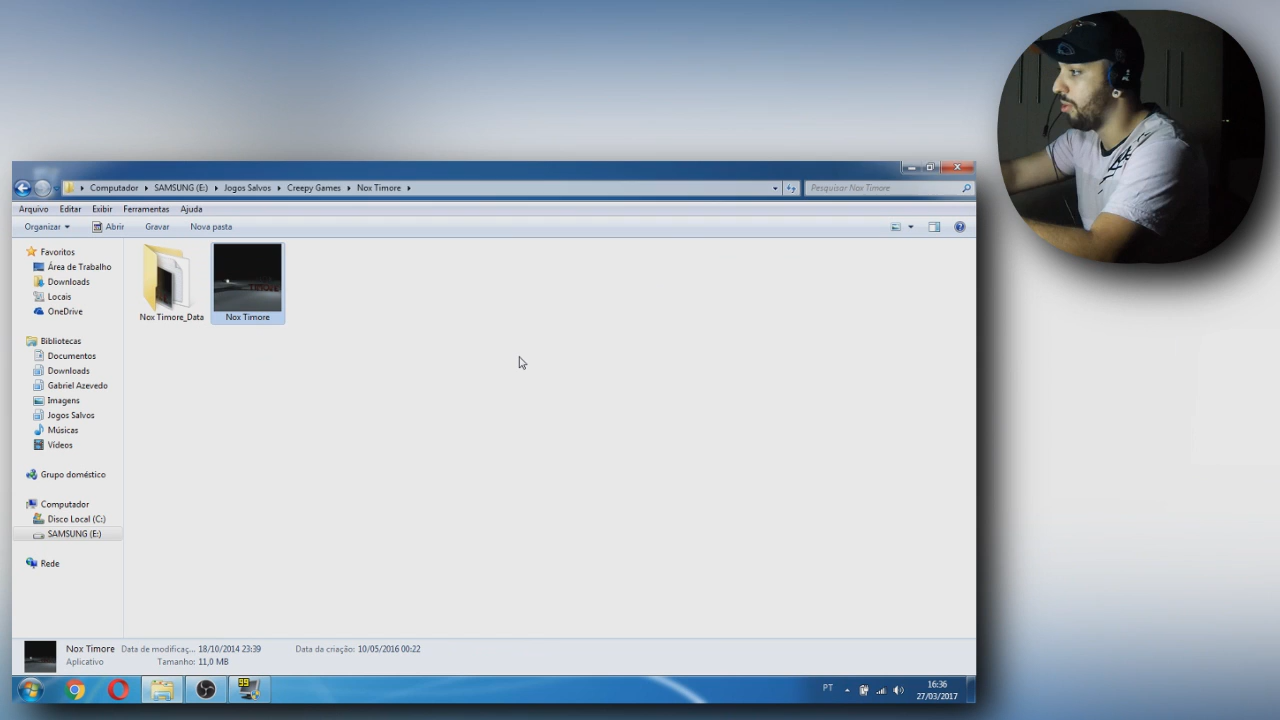 Computador SAMSUNG (E:) Jogos Salvos Creepy Games Nox Timore
Pesquisar Nox Timore
Arquivo Editar Exibir Ferramentas Ajuda
Organizar Abrir Gravar Nova pasta
Favoritos
Área de Trabalho
Downloads
Locais
OneDrive
Bibliotecas
Documentos
Downloads
Gabriel Azevedo
Imagens
Jogos Salvos
Músicas
Vídeos
Grupo doméstico
Computador
Disco Local (C:)
SAMSUNG (E:)
Rede
Nox Timore_Data
Nox Timore
Nox Timore Data de modificaç... 18/10/2014 23:39 Data da criação: 10/05/2016 00:22
Aplicativo Tamanho: 11,0 MB
99
PT
16:36
27/03/2017